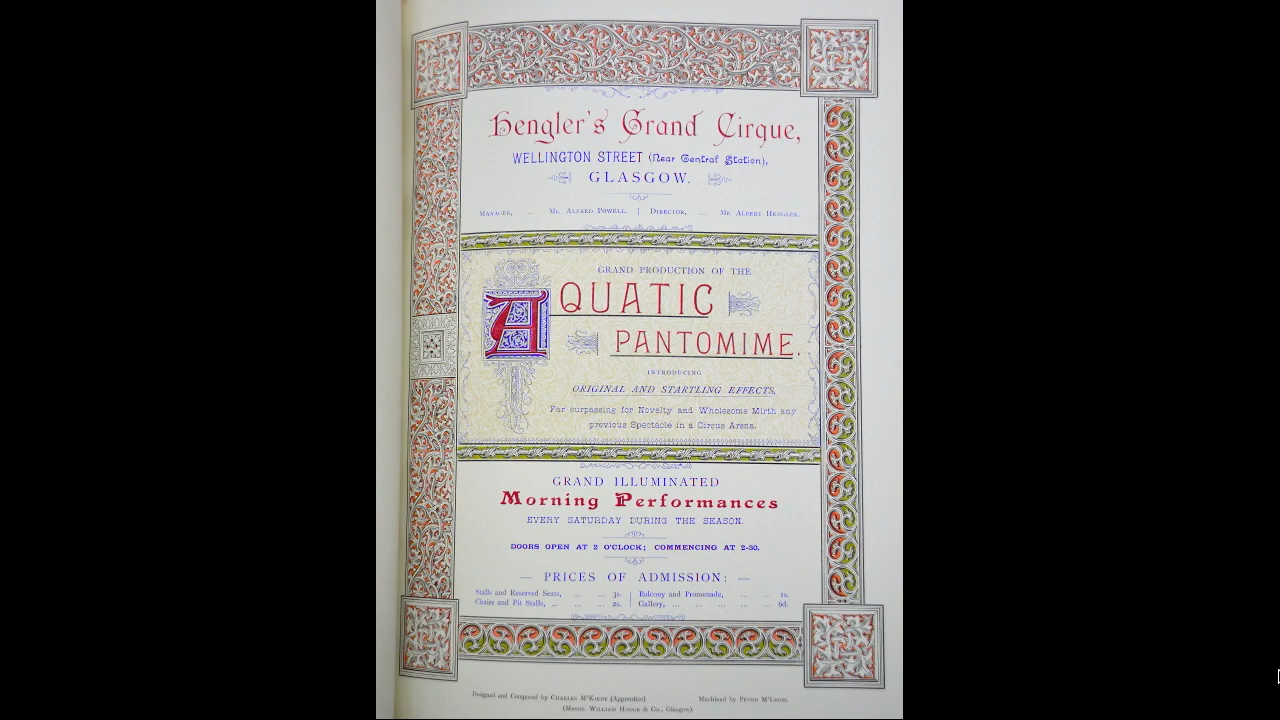 Hengler's Grand Cirque,
WELLINGTON STREET (Near Central Station),
GLASGOW.
MANAGER, ... MR. ALFRED POWELL. | DIRECTOR, ... MR. ALBERT HENGLER.
GRAND PRODUCTION OF THE
AQUATIC
PANTOMIME.
INTRODUCING
ORIGINAL AND STARTLING EFFECTS,
Far surpassing for Novelty and Wholesome Mirth any
previous Spectacle in a Circus Arena.
GRAND ILLUMINATED
Morning Performances
EVERY SATURDAY DURING THE SEASON.
DOORS OPEN AT 2 O'CLOCK; COMMENCING AT 2-30.
— PRICES OF ADMISSION: —
Stalls and Reserved Seats, ... ... 3s. | Balcony and Promenade, ... ... 1s.
Chairs and Pit Stalls, ... ... ... 2s. | Gallery, ... ... ... ... ... 6d.
Designed and Composed by CHARLES (Apprentice). Machined by PETER
(Messrs. WILLIAM HODGE & Co., Glasgow).